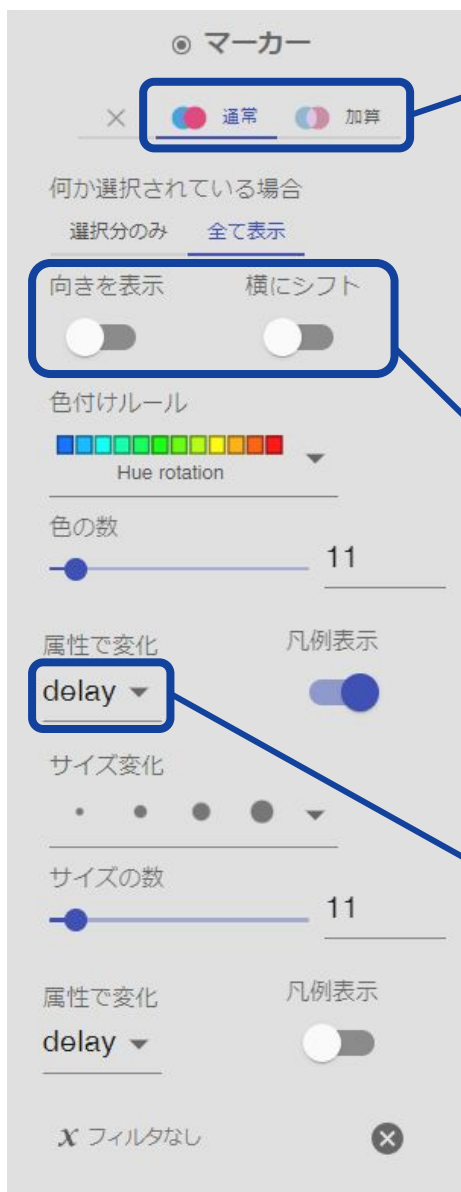 マーカー
通常 加算
何か選択されている場合
選択分のみ 全て表示
向きを表示 横にシフト
色付けルール
Hue rotation
色の数
11
属性で変化 凡例表示
delay
サイズ変化
サイズの数
11
属性で変化 凡例表示
delay
x フィルタなし